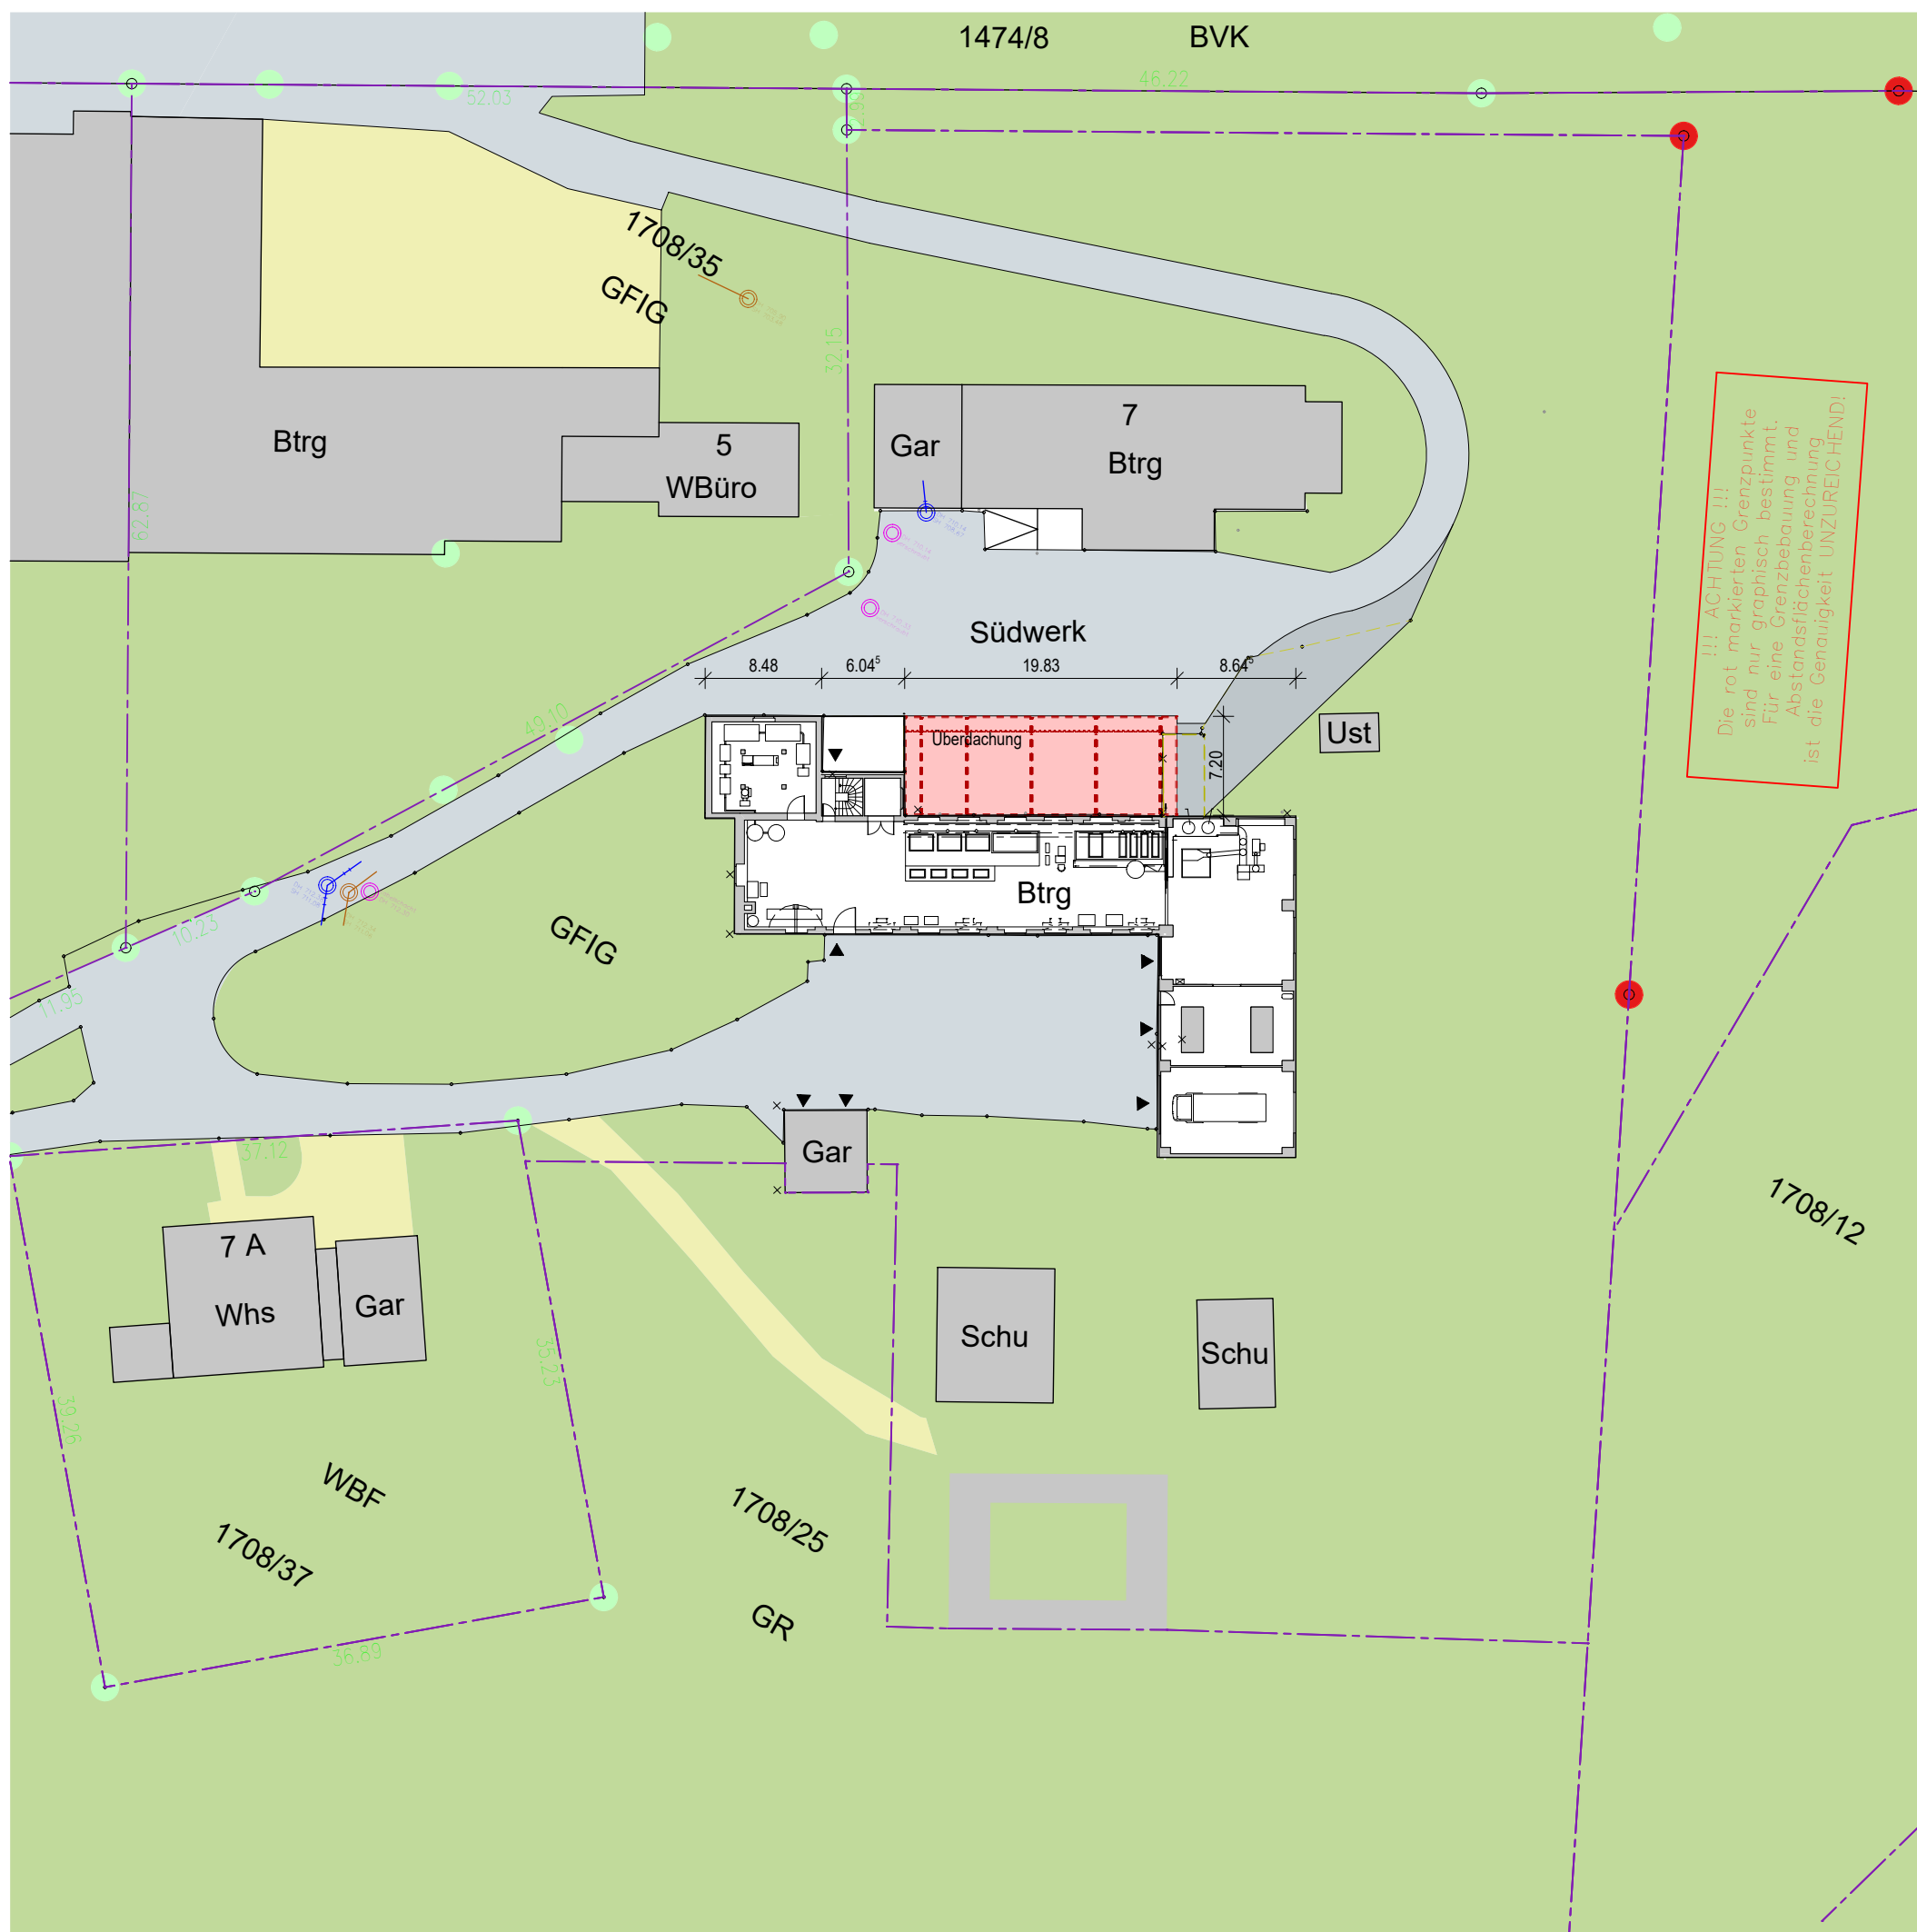 1474/8 BVK
46.22
52.03
1708/35
GFIG
32.15
7
Gar
Btrg
Btrg
5
WBüro
62.87
!!! ACHTUNG !!!
Die rot markierten Grenzpunkte
sind nur graphisch bestimmt.
Für eine Grenzbebauung und
Abstandsflächenberechnung
ist die Genauigkeit UNZUREICHEND!
Südwerk
8.48 6.04⁵ 19.83 8.64⁵
49.10
Überdachung
Ust
7.20
Btrg
GFIG
10.23
11.95
37.12
Gar
1708/12
7 A
Whs
Gar
Schu
Schu
35.23
39.26
WBF
1708/37
1708/25
GR
36.89